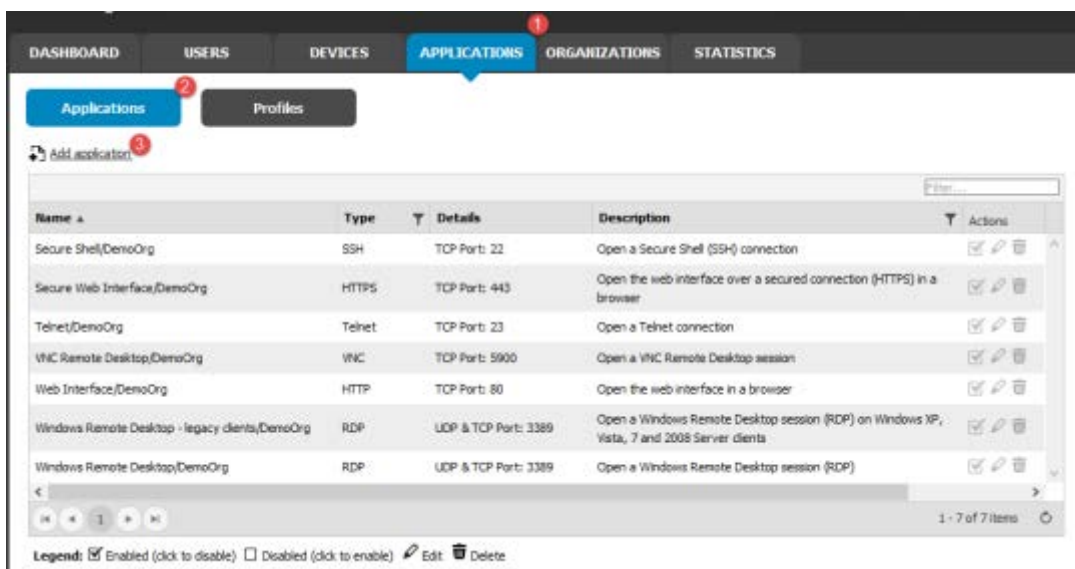 1
DASHBOARD USERS DEVICES APPLICATIONS ORGANIZATIONS STATISTICS
2
Applications Profiles
Add application 3
Filter...
Name Type Details Description Actions
Secure Shell/DemoOrg SSH TCP Port: 22 Open a Secure Shell (SSH) connection
Secure Web Interface/DemoOrg HTTPS TCP Port: 443 Open the web interface over a secured connection (HTTPS) in a
browser
Telnet/DemoOrg Telnet TCP Port: 23 Open a Telnet connection
VNC Remote Desktop/DemoOrg VNC TCP Port: 5900 Open a VNC Remote Desktop session
Web Interface/DemoOrg HTTP TCP Port: 80 Open the web interface in a browser
Windows Remote Desktop - legacy clients/DemoOrg RDP UDP & TCP Port: 3389 Open a Windows Remote Desktop session (RDP) on Windows XP,
Vista, 7 and 2008 Server clients
Windows Remote Desktop/DemoOrg RDP UDP & TCP Port: 3389 Open a Windows Remote Desktop session (RDP)
1 1 - 7 of 7 items
Legend: Enabled (click to disable) Disabled (click to enable) Edit Delete